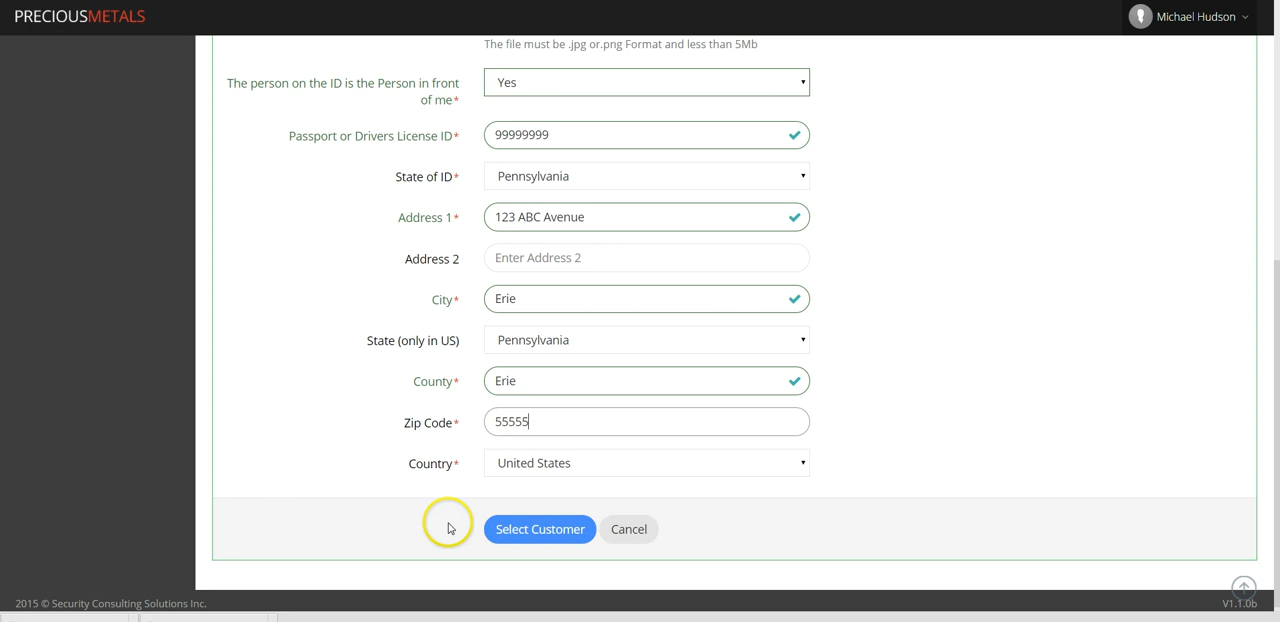 PRECIOUSMETALS
Michael Hudson
The file must be .jpg or.png Format and less than 5Mb
The person on the ID is the Person in front
of me*
Yes
Passport or Drivers License ID*
99999999
State of ID*
Pennsylvania
Address 1*
123 ABC Avenue
Address 2
Enter Address 2
City*
Erie
State (only in US)
Pennsylvania
County*
Erie
Zip Code*
55555
Country*
United States
Select Customer
Cancel
2015 © Security Consulting Solutions Inc.
V1.1.0b